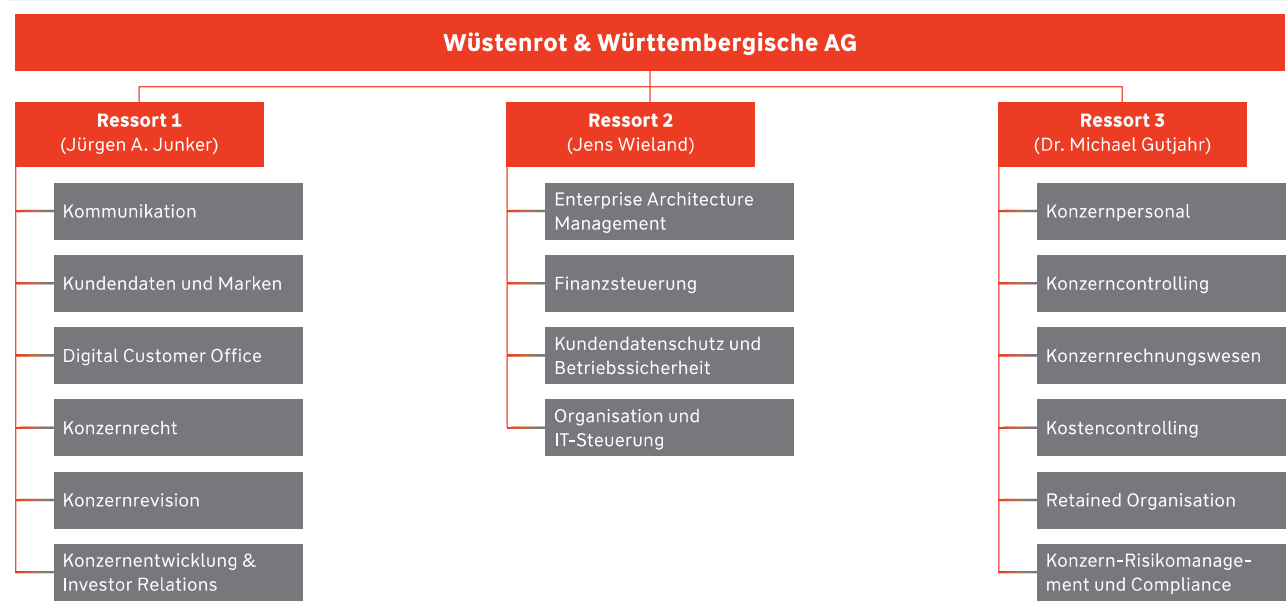 Wüstenrot & Württembergische AG
Ressort 1
(Jürgen A. Junker)
Kommunikation
Kundendaten und Marken
Digital Customer Office
Konzernrecht
Konzernrevision
Konzernentwicklung &
Investor Relations
Ressort 2
(Jens Wieland)
Enterprise Architecture
Management
Finanzsteuerung
Kundendatenschutz und
Betriebssicherheit
Organisation und
IT-Steuerung
Ressort 3
(Dr. Michael Gutjahr)
Konzernpersonal
Konzerncontrolling
Konzernrechnungswesen
Kostencontrolling
Retained Organisation
Konzern-Risikomanage-
ment und Compliance